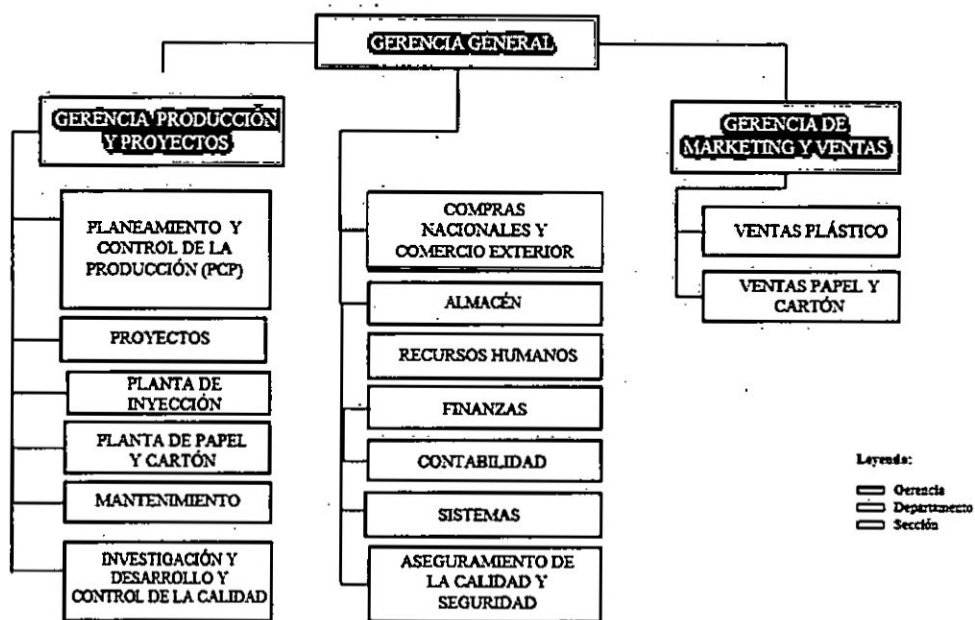 GERENCIA GENERAL
GERENCIA PRODUCCIÓN
Y PROYECTOS
PLANEAMIENTO Y
CONTROL DE LA
PRODUCCIÓN (PCP)
PROYECTOS
PLANTA DE
INYECCIÓN
PLANTA DE PAPEL
Y CARTÓN
MANTENIMIENTO
INVESTIGACIÓN Y
DESARROLLO Y
CONTROL DE LA CALIDAD
COMPRAS
NACIONALES Y
COMERCIO EXTERIOR
ALMACÉN
RECURSOS HUMANOS
FINANZAS
CONTABILIDAD
SISTEMAS
ASEGURAMIENTO DE
LA CALIDAD Y
SEGURIDAD
GERENCIA DE
MARKETING Y VENTAS
VENTAS PLÁSTICO
VENTAS PAPEL Y
CARTÓN
Leyenda:
Gerencia
Departamento
Sección